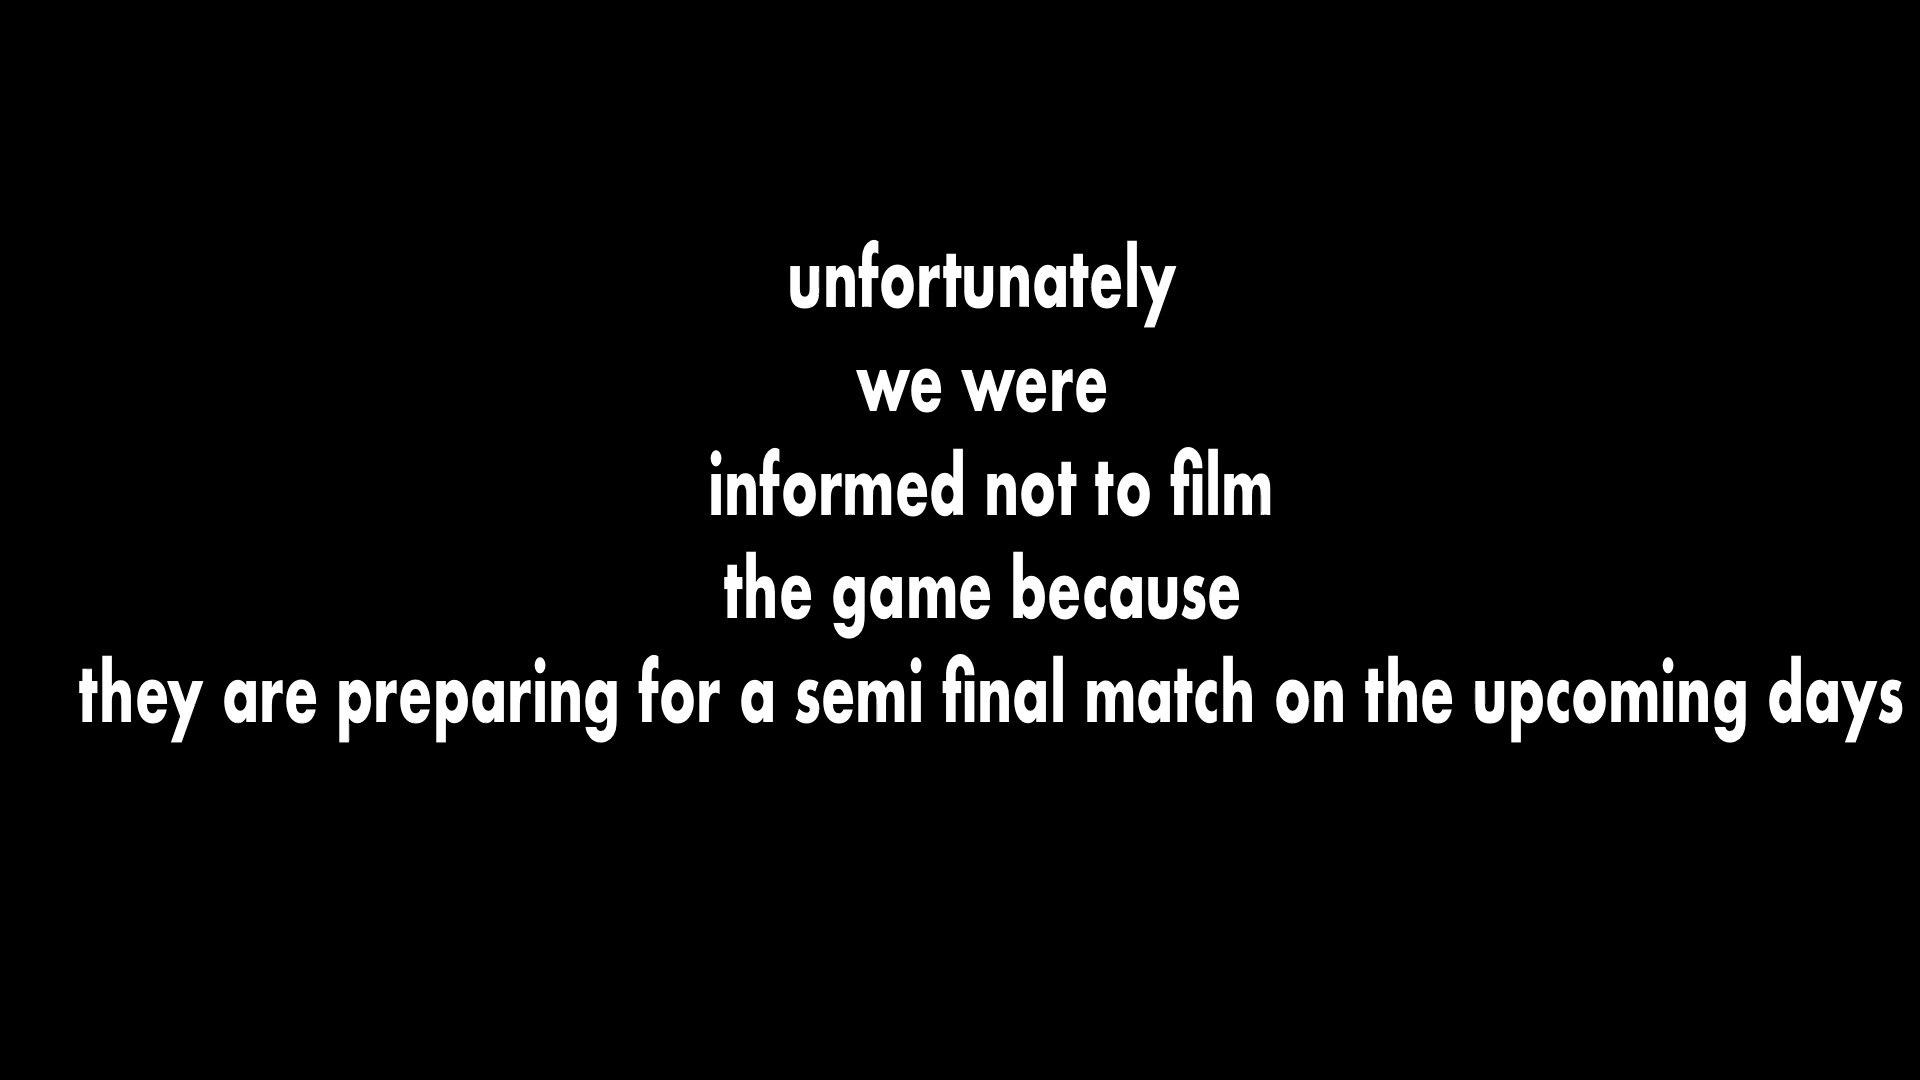 unfortunately
we were
informed not to film
the game because
they are preparing for a semi final match on the upcoming days